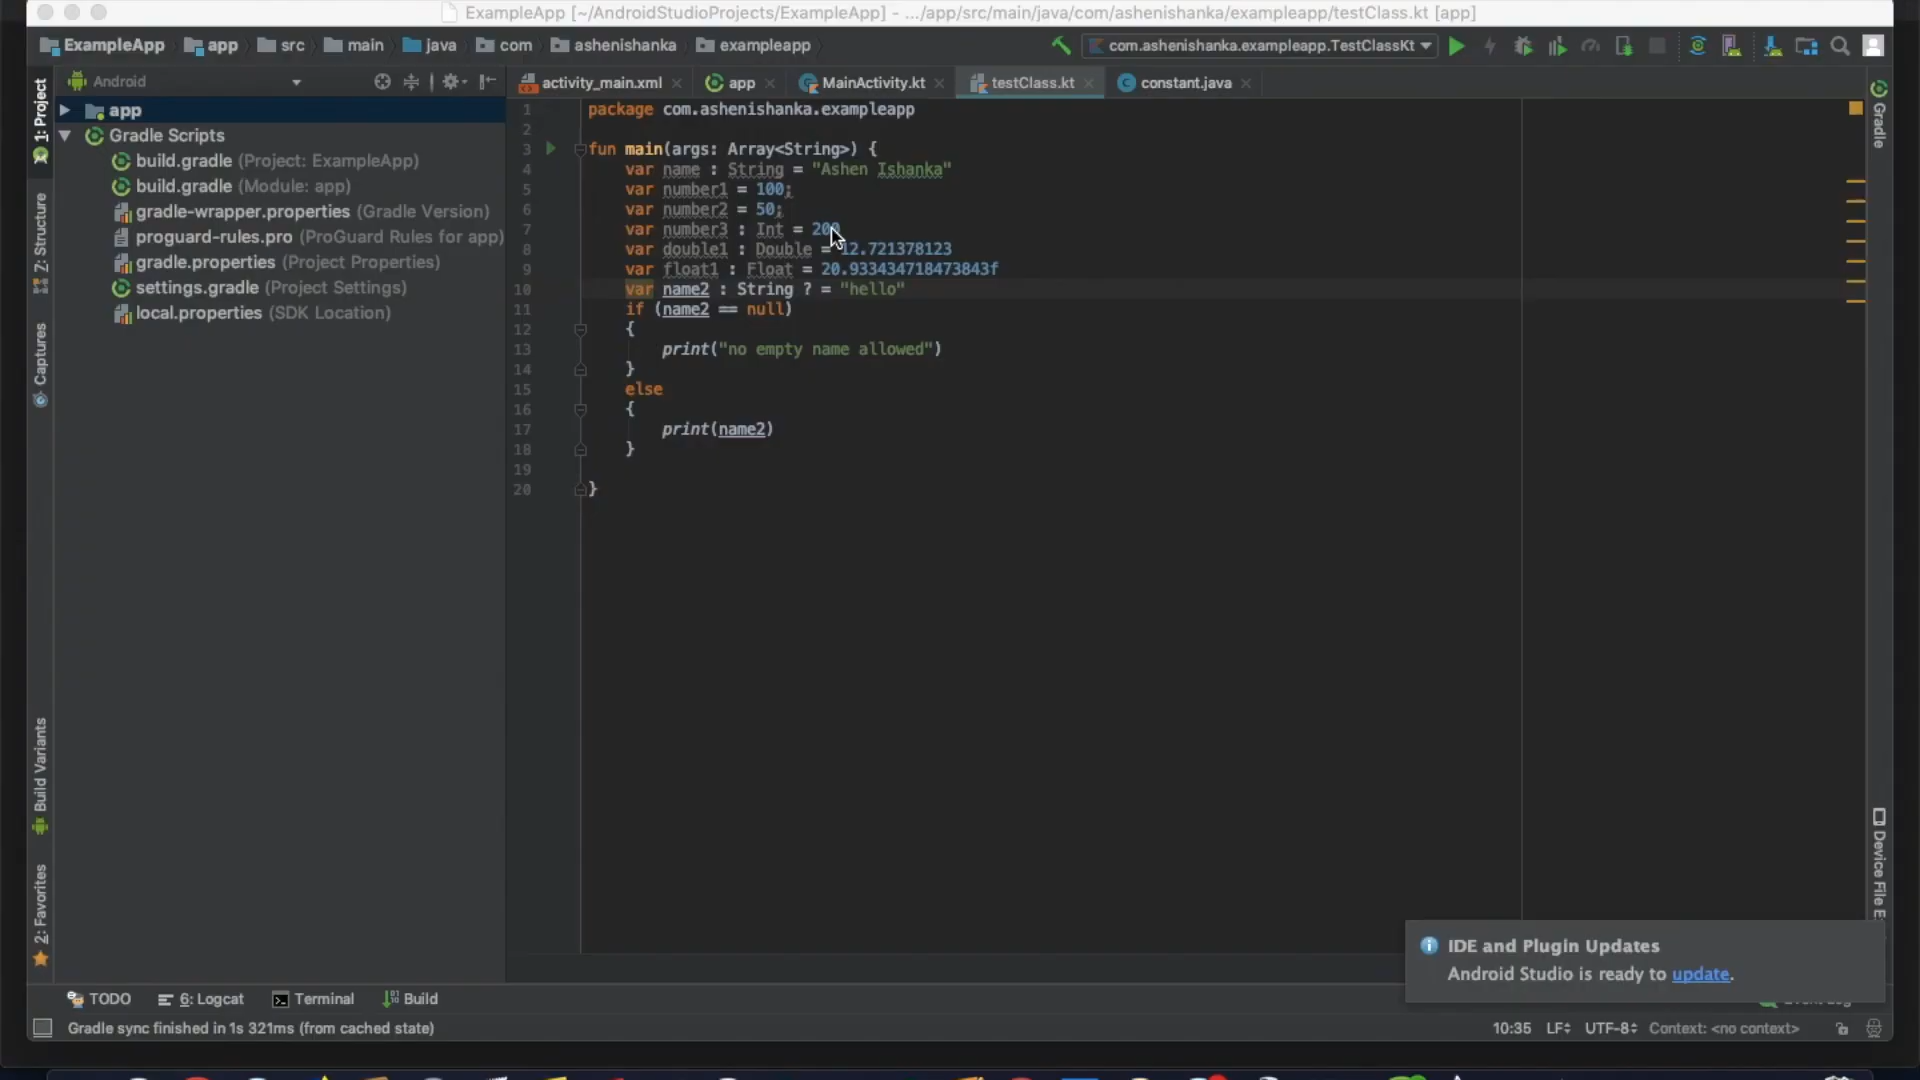 ExampleApp [~/AndroidStudioProjects/ExampleApp] - .../app/src/main/java/com/ashenishanka/exampleapp/testClass.kt [app]
ExampleApp app src main java com ashenishanka exampleapp com.ashenishanka.exampleapp.TestClassKt
Android
activity_main.xml app MainActivity.kt testClass.kt constant.java
1: Project
Z: Structure
Captures
Build Variants
2: Favorites
app
Gradle Scripts
build.gradle (Project: ExampleApp)
build.gradle (Module: app)
gradle-wrapper.properties (Gradle Version)
proguard-rules.pro (ProGuard Rules for app)
gradle.properties (Project Properties)
settings.gradle (Project Settings)
local.properties (SDK Location)
1 package com.ashenishanka.exampleapp
2
3 fun main(args: Array<String>) {
4 var name : String = "Ashen Ishanka"
5 var number1 = 100;
6 var number2 = 50;
7 var number3 : Int = 200
8 var double1 : Double = 12.721378123
9 var float1 : Float = 20.933434718473843f
10 var name2 : String ? = "hello"
11 if (name2 == null)
12 {
13 print("no empty name allowed")
14 }
15 else
16 {
17 print(name2)
18 }
19
20 }
Gradle
Device File E
IDE and Plugin Updates
Android Studio is ready to update.
TODO 6: Logcat Terminal Build
Gradle sync finished in 1s 321ms (from cached state) 10:35 LF UTF-8 Context: <no context>